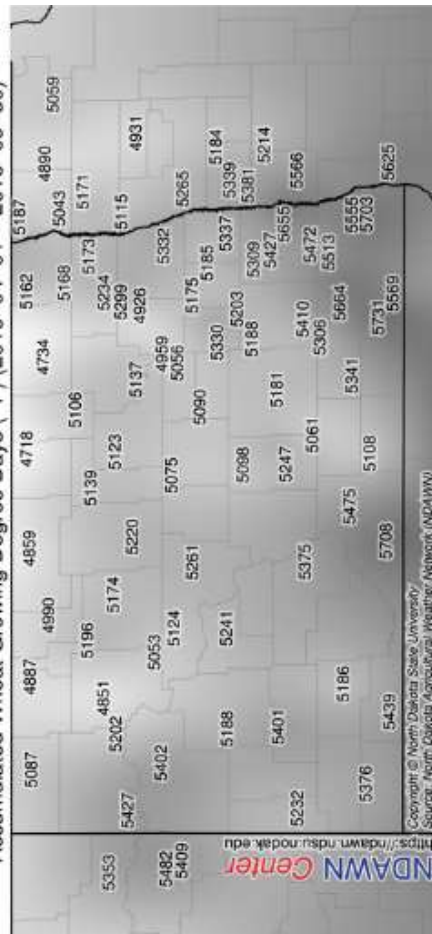 Wheat Growing Degree Days
5087 4887 4859 4718 5162 5187
4990 4734 4890 5059
5168 5043
5196 5139 5106 5173 5171
5353 5202 4851 5174 5123 5234 5299 5115
5427 5220 5137 4926 4931
5482 5402 5053 4959 5332
5409 5124 5075 5056 5265
5261 5090 5175 5185
5188 5241 5330 5337 5184
5098 5203 5339
5188 5309 5381
5401 5247 5181 5427 5214
5655
5232 5375 5061 5410 5472 5566
5306 5513
5186 5475 5341 5664 5555
5376 5108 5703
5439 5708 5731 5569 5625
NDAWN Center
https://ndawn.ndsu.nodak.edu
Copyright © North Dakota State University
Source: North Dakota Agricultural Weather Network (NDAWN)